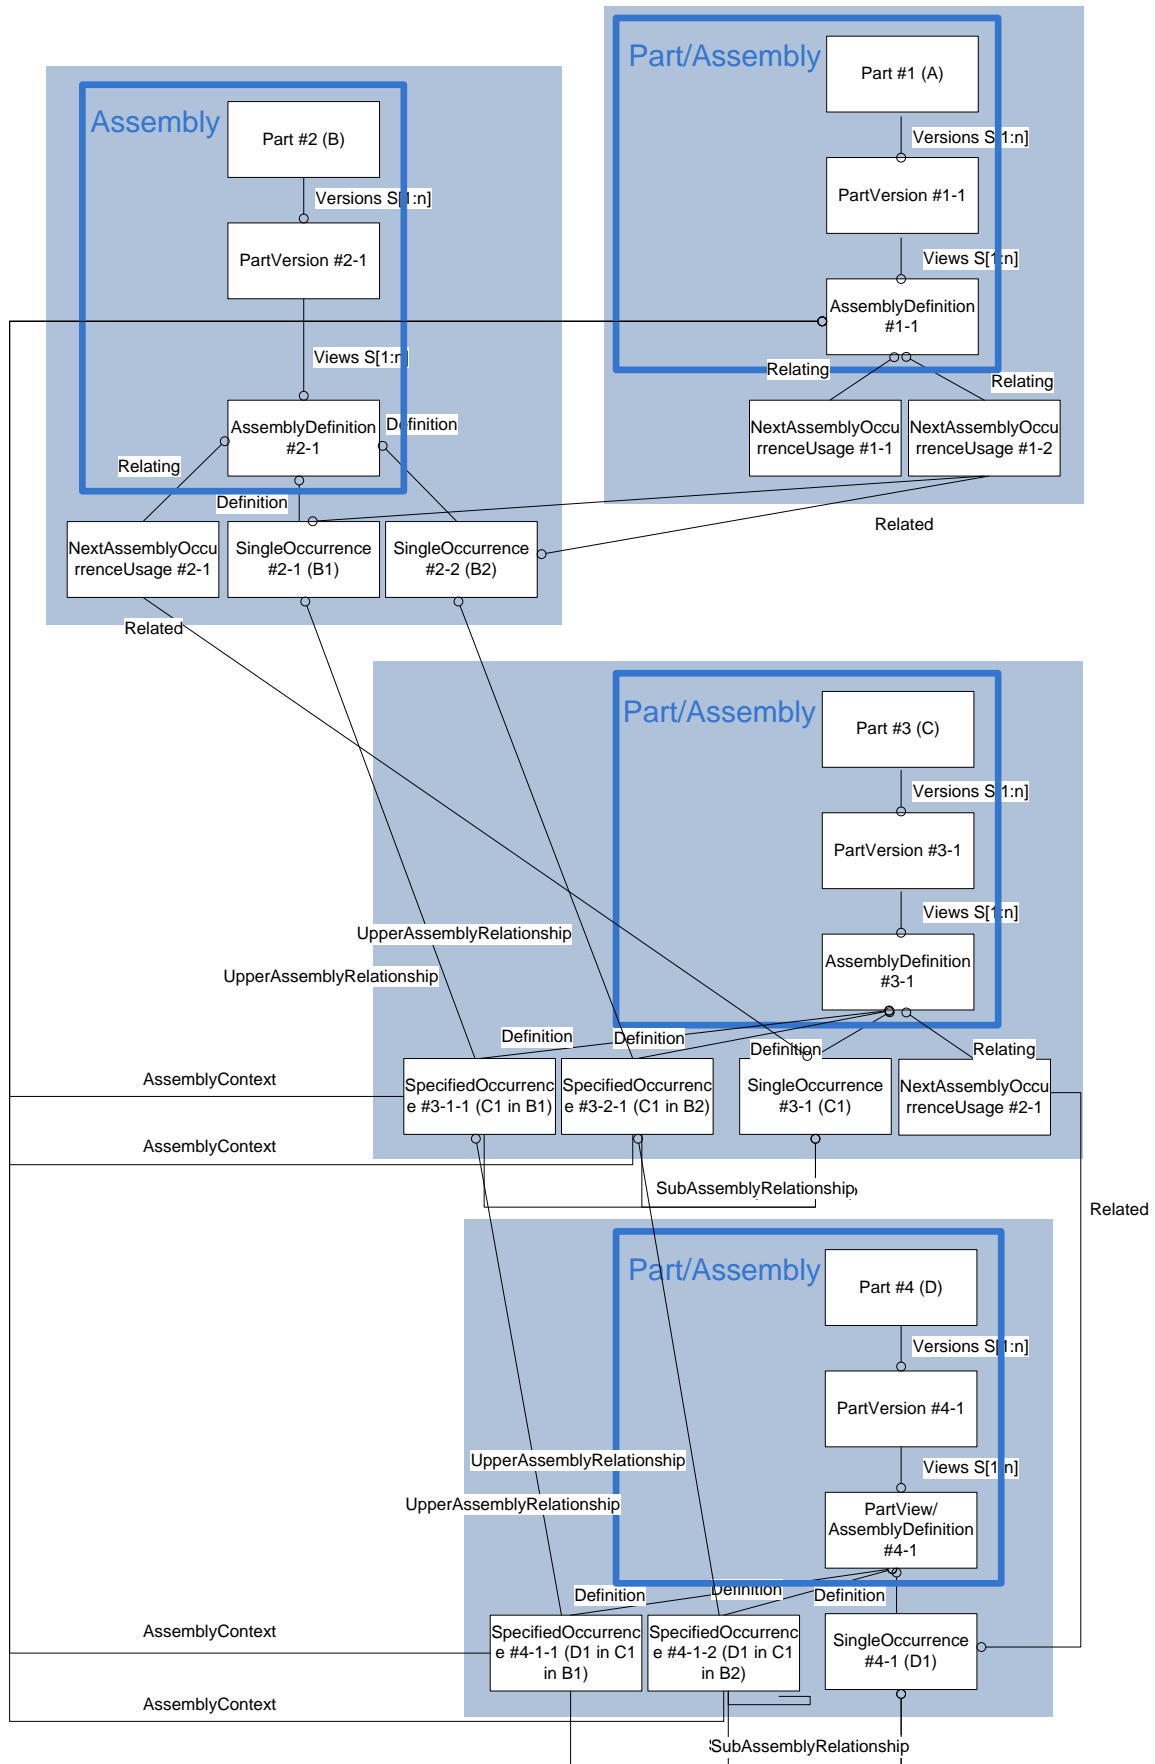 Part/Assembly
Part #1 (A)
Versions S[1:n]
PartVersion #1-1
Views S[1:n]
AssemblyDefinition
#1-1
Relating
Relating
NextAssemblyOccu
rrenceUsage #1-1
NextAssemblyOccu
rrenceUsage #1-2
Related
Assembly
Part #2 (B)
Versions S[1:n]
PartVersion #2-1
Views S[1:n]
AssemblyDefinition
#2-1
Definition
Relating
Definition
NextAssemblyOccu
rrenceUsage #2-1
SingleOccurrence
#2-1 (B1)
SingleOccurrence
#2-2 (B2)
Related
Part/Assembly
Part #3 (C)
Versions S[1:n]
PartVersion #3-1
Views S[1:n]
UpperAssemblyRelationship
UpperAssemblyRelationship
AssemblyDefinition
#3-1
Definition
Definition
Definition
Relating
SpecifiedOccurrenc
e #3-1-1 (C1 in B1)
SpecifiedOccurrenc
e #3-2-1 (C1 in B2)
SingleOccurrence
#3-1 (C1)
NextAssemblyOccu
rrenceUsage #2-1
AssemblyContext
AssemblyContext
SubAssemblyRelationship
Related
Part/Assembly
Part #4 (D)
Versions S[1:n]
PartVersion #4-1
Views S[1:n]
UpperAssemblyRelationship
UpperAssemblyRelationship
PartView/
AssemblyDefinition
#4-1
Definition
Definition
Definition
SpecifiedOccurrenc
e #4-1-1 (D1 in C1
in B1)
SpecifiedOccurrenc
e #4-1-2 (D1 in C1
in B2)
SingleOccurrence
#4-1 (D1)
AssemblyContext
AssemblyContext
SubAssemblyRelationship